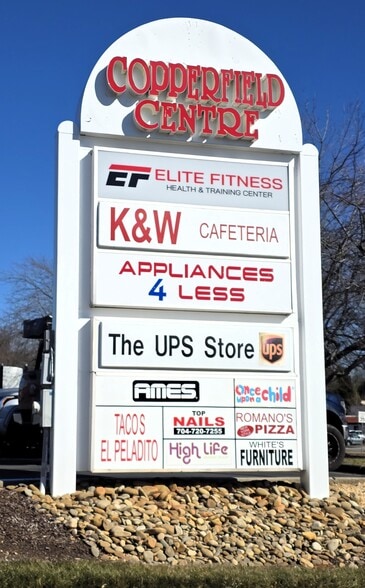 COPPERFIELD
CENTRE
EF ELITE FITNESS
HEALTH & TRAINING CENTER
K&W CAFETERIA
APPLIANCES
4 LESS
The UPS Store ups
AMES
once upon a child
TACOS
EL PELADITO
TOP
NAILS
704-720-7255
ROMANO'S
PIZZA
High Life
WHITE'S
FURNITURE